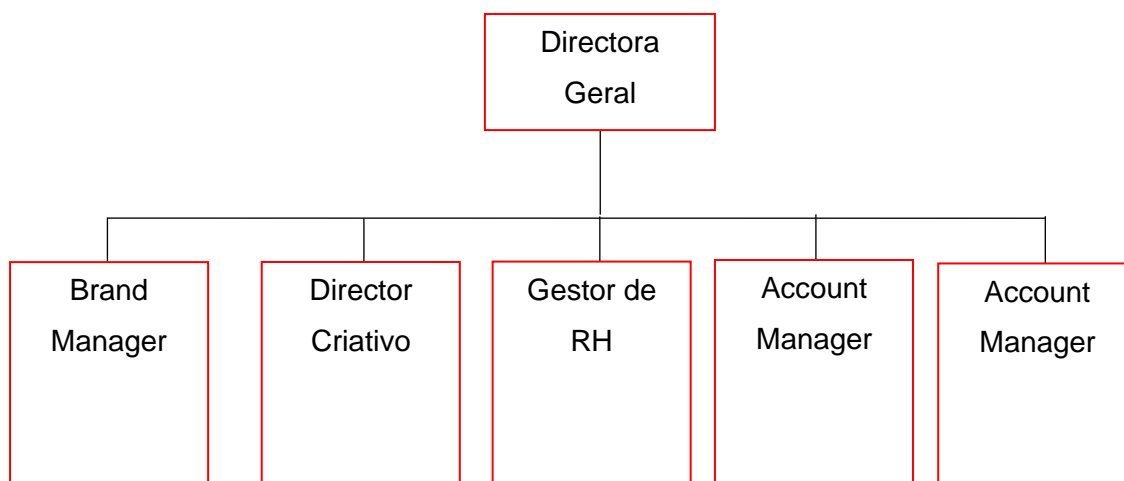 Directora
Geral
Brand
Manager
Director
Criativo
Gestor de
RH
Account
Manager
Account
Manager